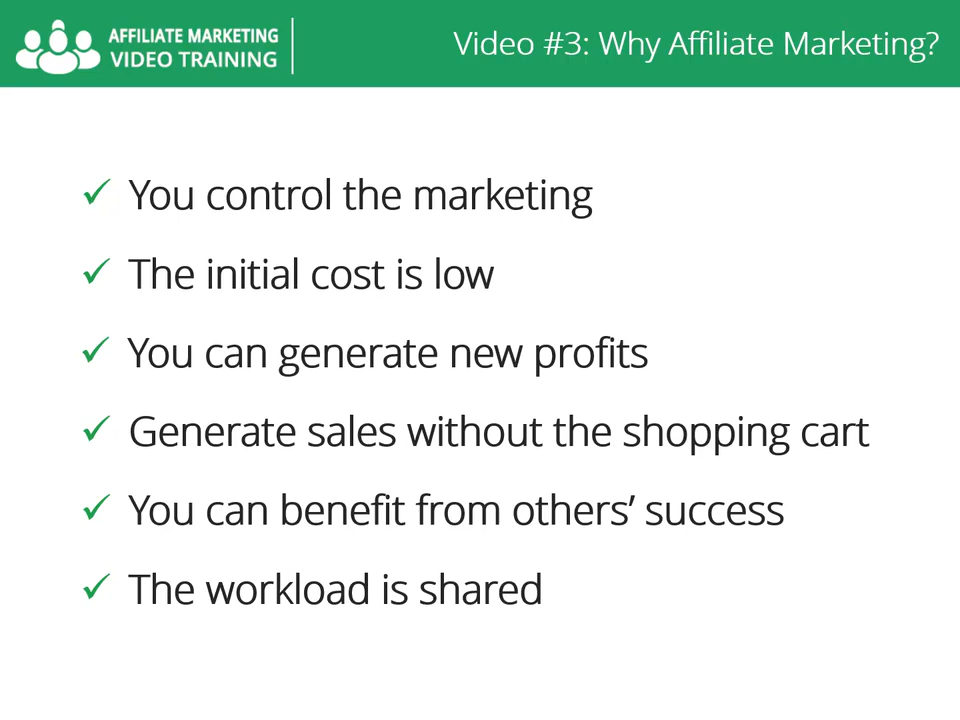 AFFILIATE MARKETING
VIDEO TRAINING
Video #3: Why Affiliate Marketing?
You control the marketing
The initial cost is low
You can generate new profits
Generate sales without the shopping cart
You can benefit from others’ success
The workload is shared